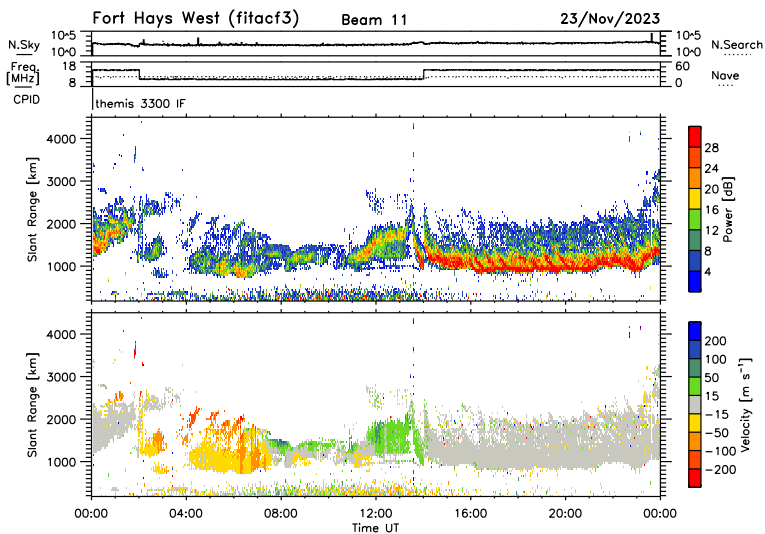 Fort Hays West (fitacf3) Beam 11 23/Nov/2023
N.Sky 10^5 10^0 10^5 10^0 N.Search
Freq. [MHz] 18 8 60 0 Nave
CPID themis 3300 IF
Slant Range [km] 4000 3000 2000 1000
28 24 20 16 12 8 4 Power [dB]
Slant Range [km] 4000 3000 2000 1000
200 100 50 15 -15 -50 -100 -200 Velocity [m s⁻¹]
00:00 04:00 08:00 12:00 16:00 20:00 00:00
Time UT